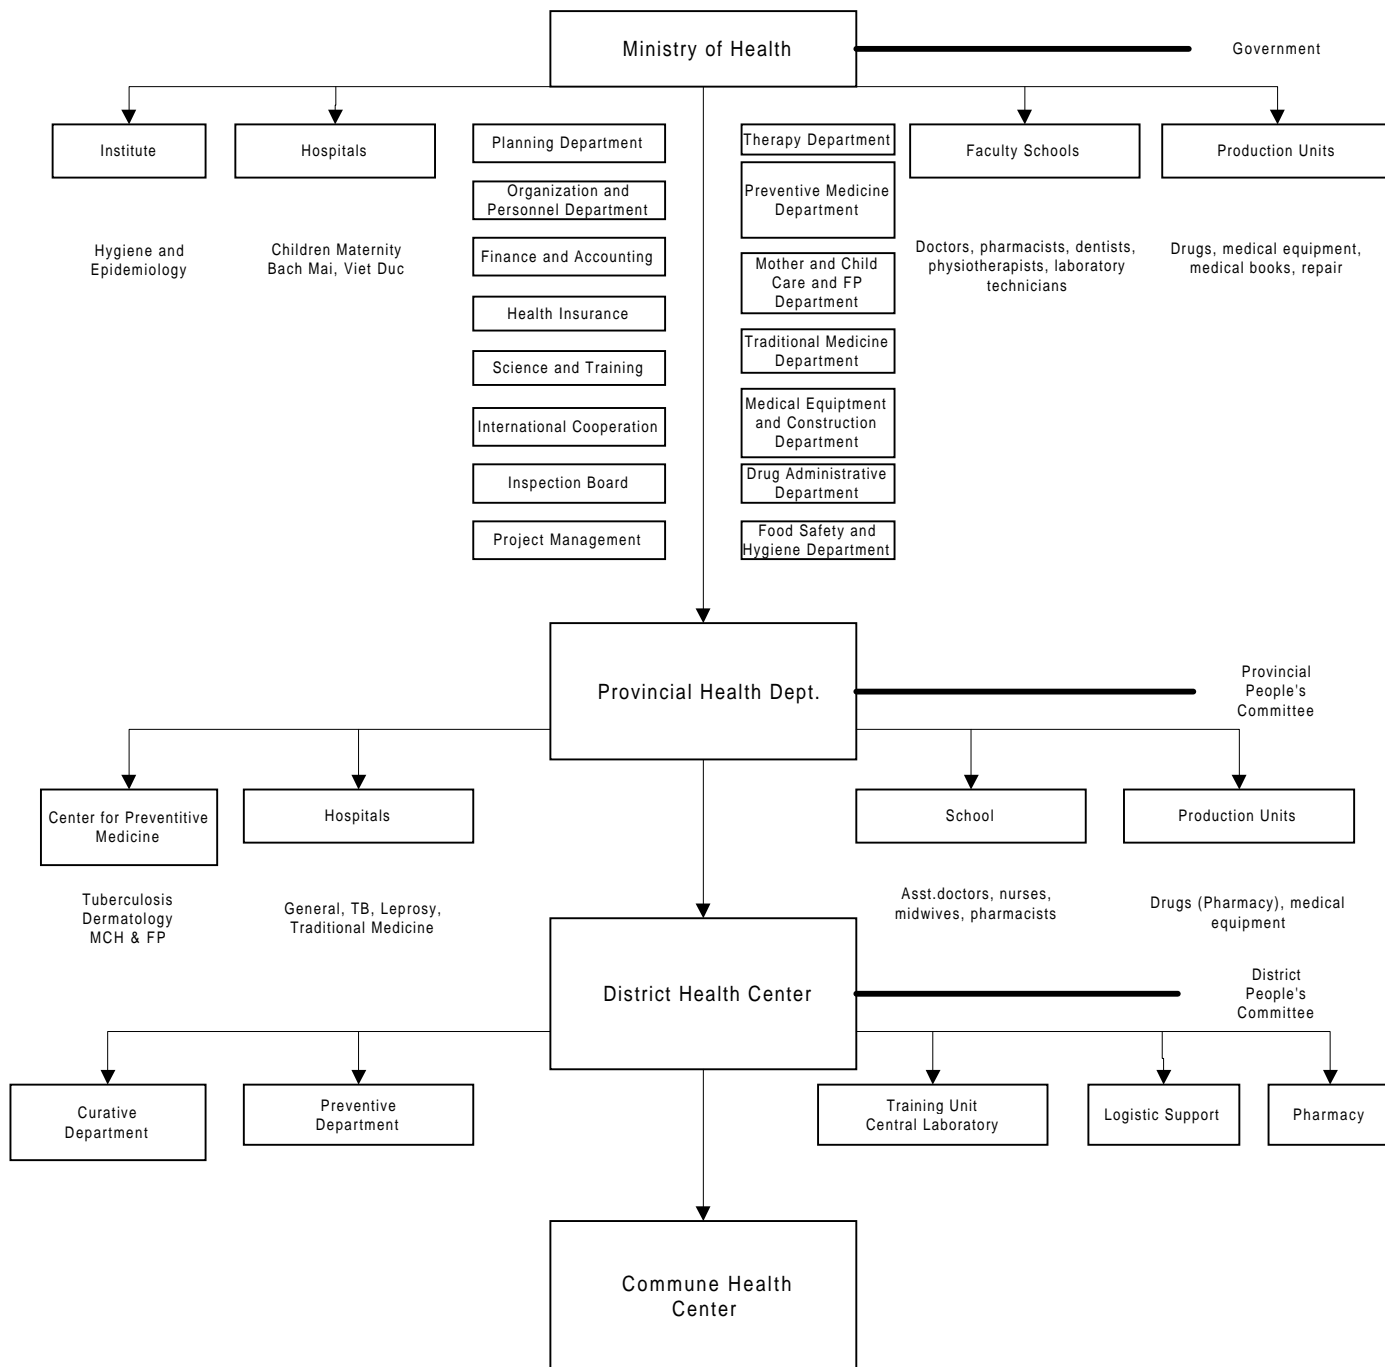 Ministry of Health
Government
Institute
Hospitals
Planning Department
Therapy Department
Faculty Schools
Production Units
Organization and
Personnel Department
Preventive Medicine
Department
Hygiene and
Epidemiology
Children Maternity
Bach Mai, Viet Duc
Finance and Accounting
Mother and Child
Care and FP
Department
Doctors, pharmacists, dentists,
physiotherapists, laboratory
technicians
Drugs, medical equipment,
medical books, repair
Health Insurance
Traditional Medicine
Department
Science and Training
Medical Equiptment
and Construction
Department
International Cooperation
Inspection Board
Drug Administrative
Department
Project Management
Food Safety and
Hygiene Department
Provincial Health Dept.
Provincial
People's
Committee
Center for Preventitive
Medicine
Hospitals
School
Production Units
Tuberculosis
Dermatology
MCH & FP
General, TB, Leprosy,
Traditional Medicine
Asst.doctors, nurses,
midwives, pharmacists
Drugs (Pharmacy), medical
equipment
District Health Center
District
People's
Committee
Curative
Department
Preventive
Department
Training Unit
Central Laboratory
Logistic Support
Pharmacy
Commune Health
Center